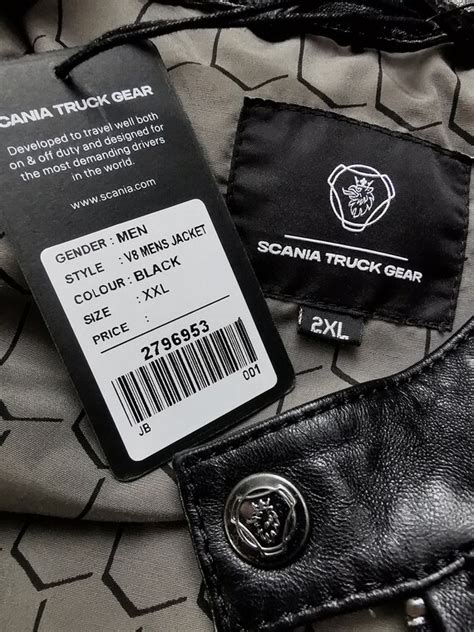 SCANIA TRUCK GEAR
Developed to travel well both
on & off duty and designed for
the most demanding drivers
in the world.
www.scania.com
GENDER : MEN
STYLE : V8 MENS JACKET
COLOUR : BLACK
SIZE : XXL
PRICE :
2796953
JB
001
SCANIA TRUCK GEAR
2XL